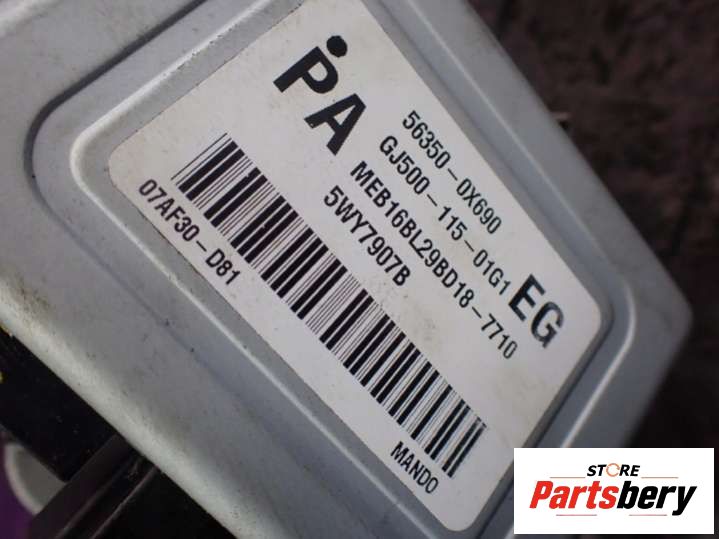 PA
56350-0X690
GJ500-115-01G1
EG
MEB16BL29BD18-7710
5WY7907B
07AF30-D81
MANDO
STORE
Partsbery